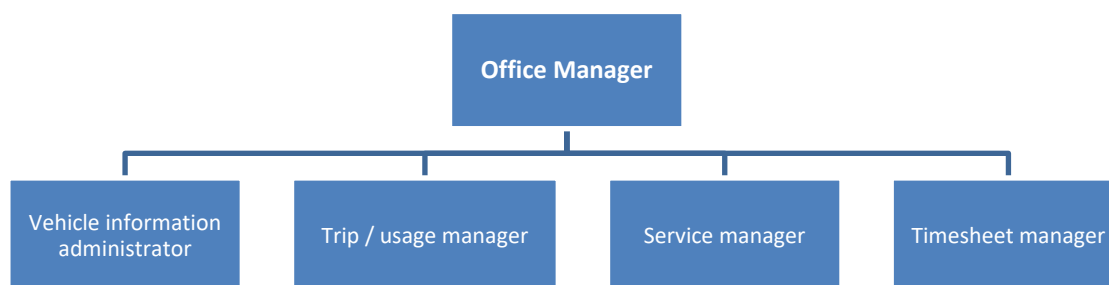 Office Manager
Vehicle information
administrator
Trip / usage manager
Service manager
Timesheet manager